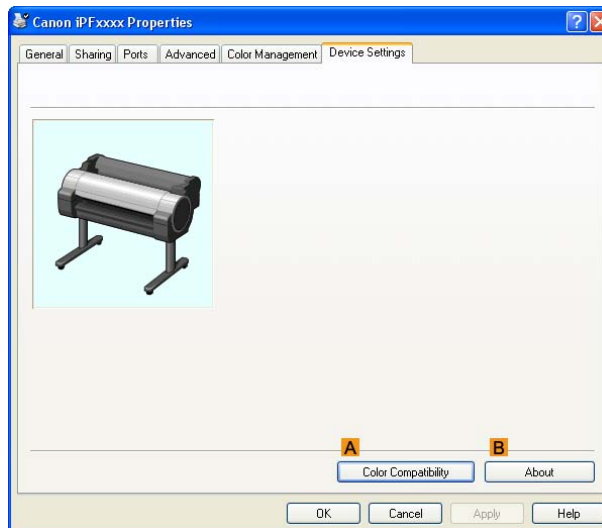 Canon iPFxxxx Properties
General Sharing Ports Advanced Color Management Device Settings
A B
Color Compatibility About
OK Cancel Apply Help